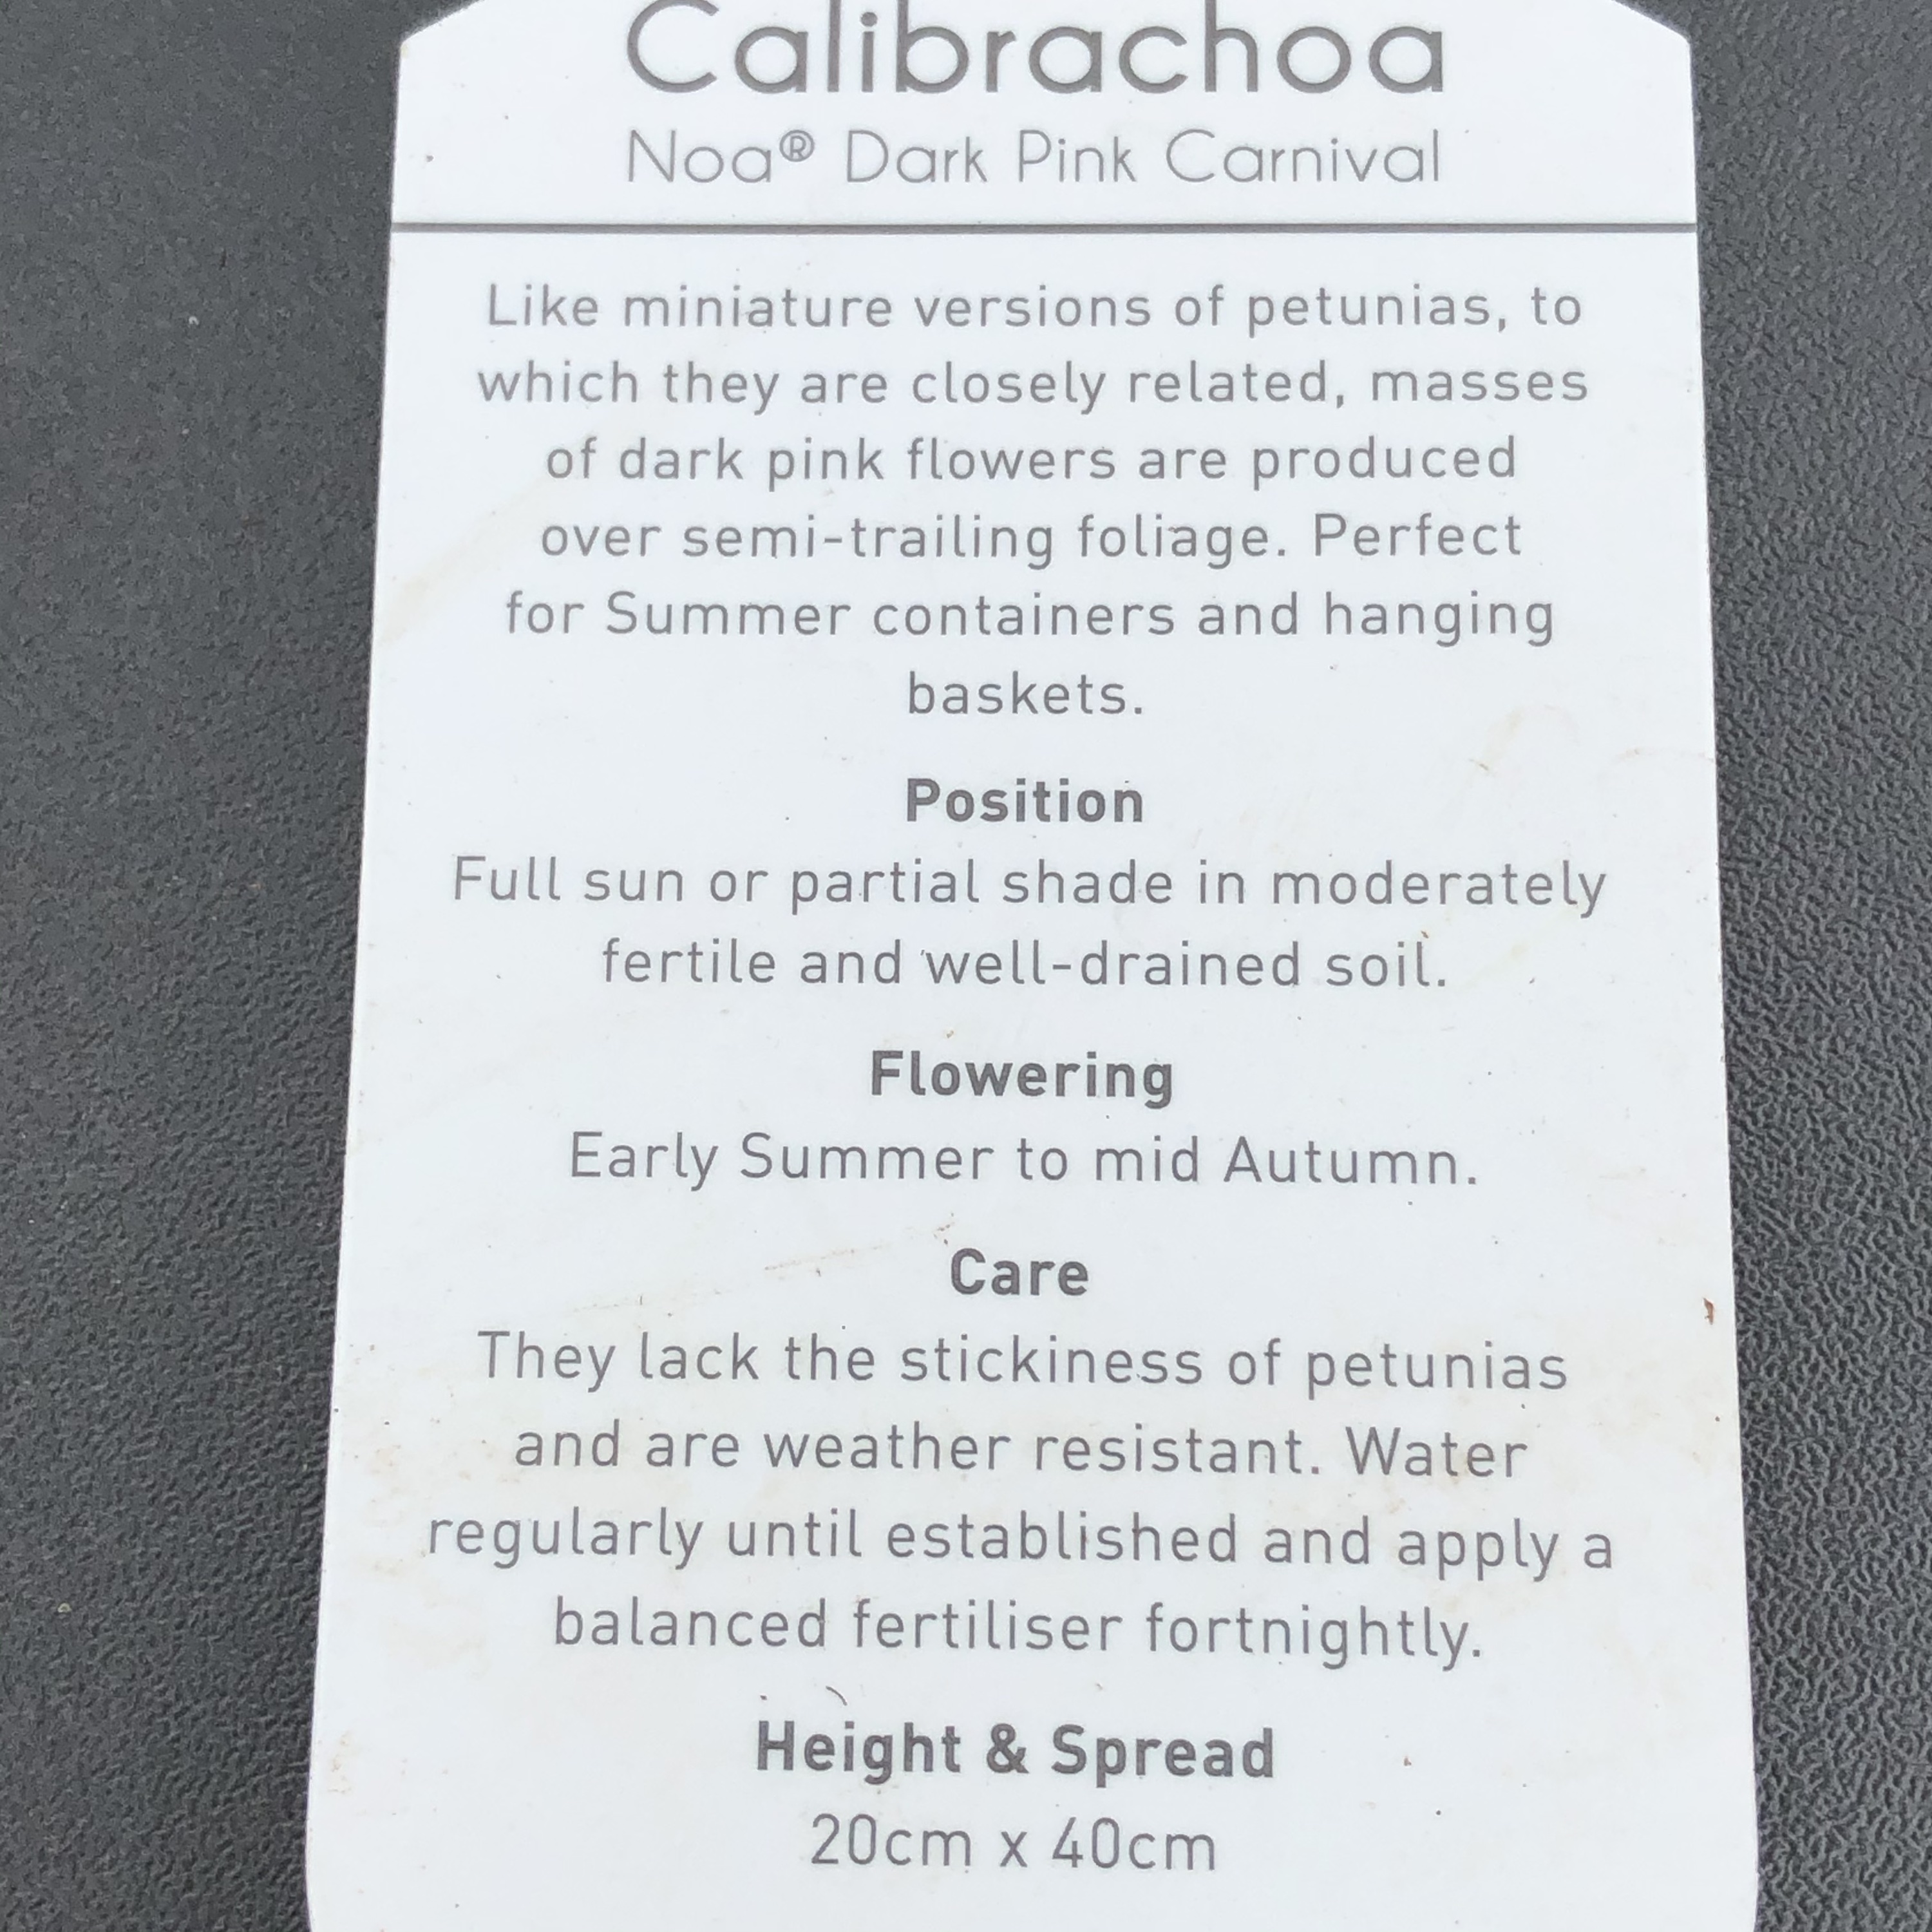 Calibrachoa
Noa® Dark Pink Carnival
Like miniature versions of petunias, to
which they are closely related, masses
of dark pink flowers are produced
over semi-trailing foliage. Perfect
for Summer containers and hanging
baskets.
Position
Full sun or partial shade in moderately
fertile and well-drained soil.
Flowering
Early Summer to mid Autumn.
Care
They lack the stickiness of petunias
and are weather resistant. Water
regularly until established and apply a
balanced fertiliser fortnightly.
Height & Spread
20cm x 40cm